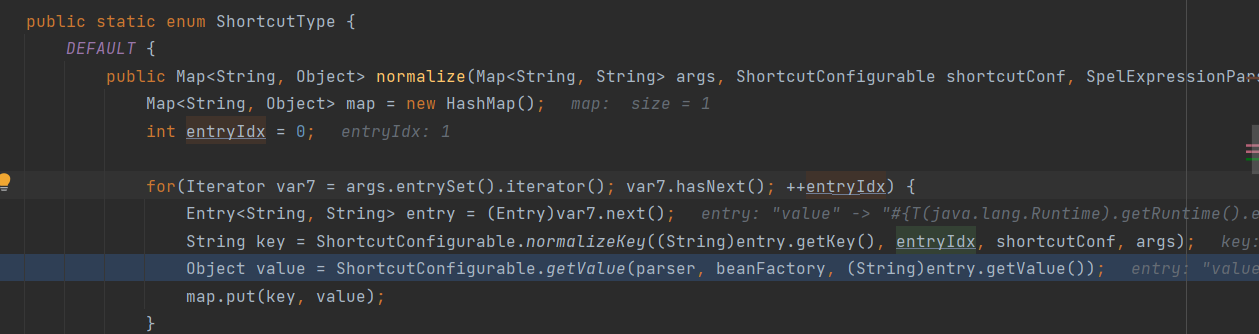 public static enum ShortcutType {
DEFAULT {
public Map<String, Object> normalize(Map<String, String> args, ShortcutConfigurable shortcutConf, SpelExpressionPars
Map<String, Object> map = new HashMap(); map: size = 1
int entryIdx = 0; entryIdx: 1
for(Iterator var7 = args.entrySet().iterator(); var7.hasNext(); ++entryIdx) {
Entry<String, String> entry = (Entry)var7.next(); entry: "value" -> "#{T(java.lang.Runtime).getRuntime().e
String key = ShortcutConfigurable.normalizeKey((String)entry.getKey(), entryIdx, shortcutConf, args); key:
Object value = ShortcutConfigurable.getValue(parser, beanFactory, (String)entry.getValue()); entry: "value
map.put(key, value);
}